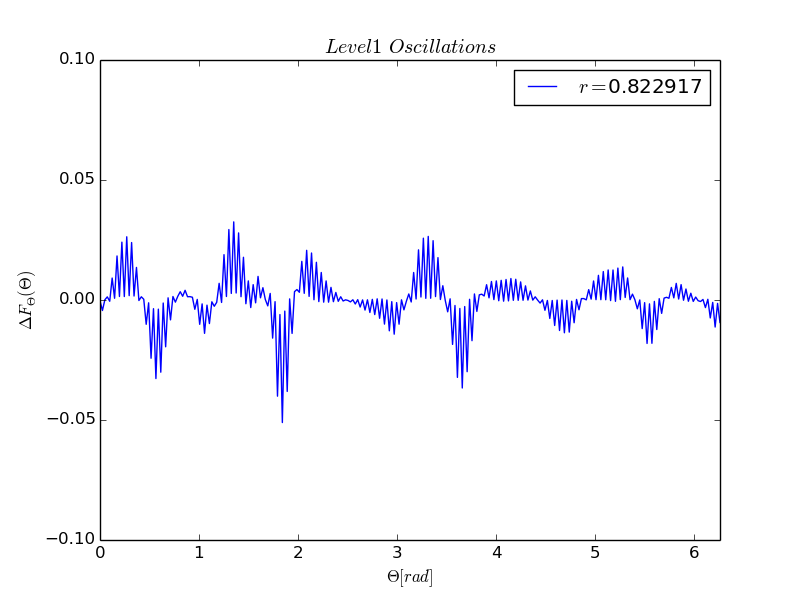 Level1 Oscillations
r=0.822917
0.10
0.05
0.00
−0.05
−0.10
ΔF_Θ(Θ)
0 1 2 3 4 5 6
Θ[rad]